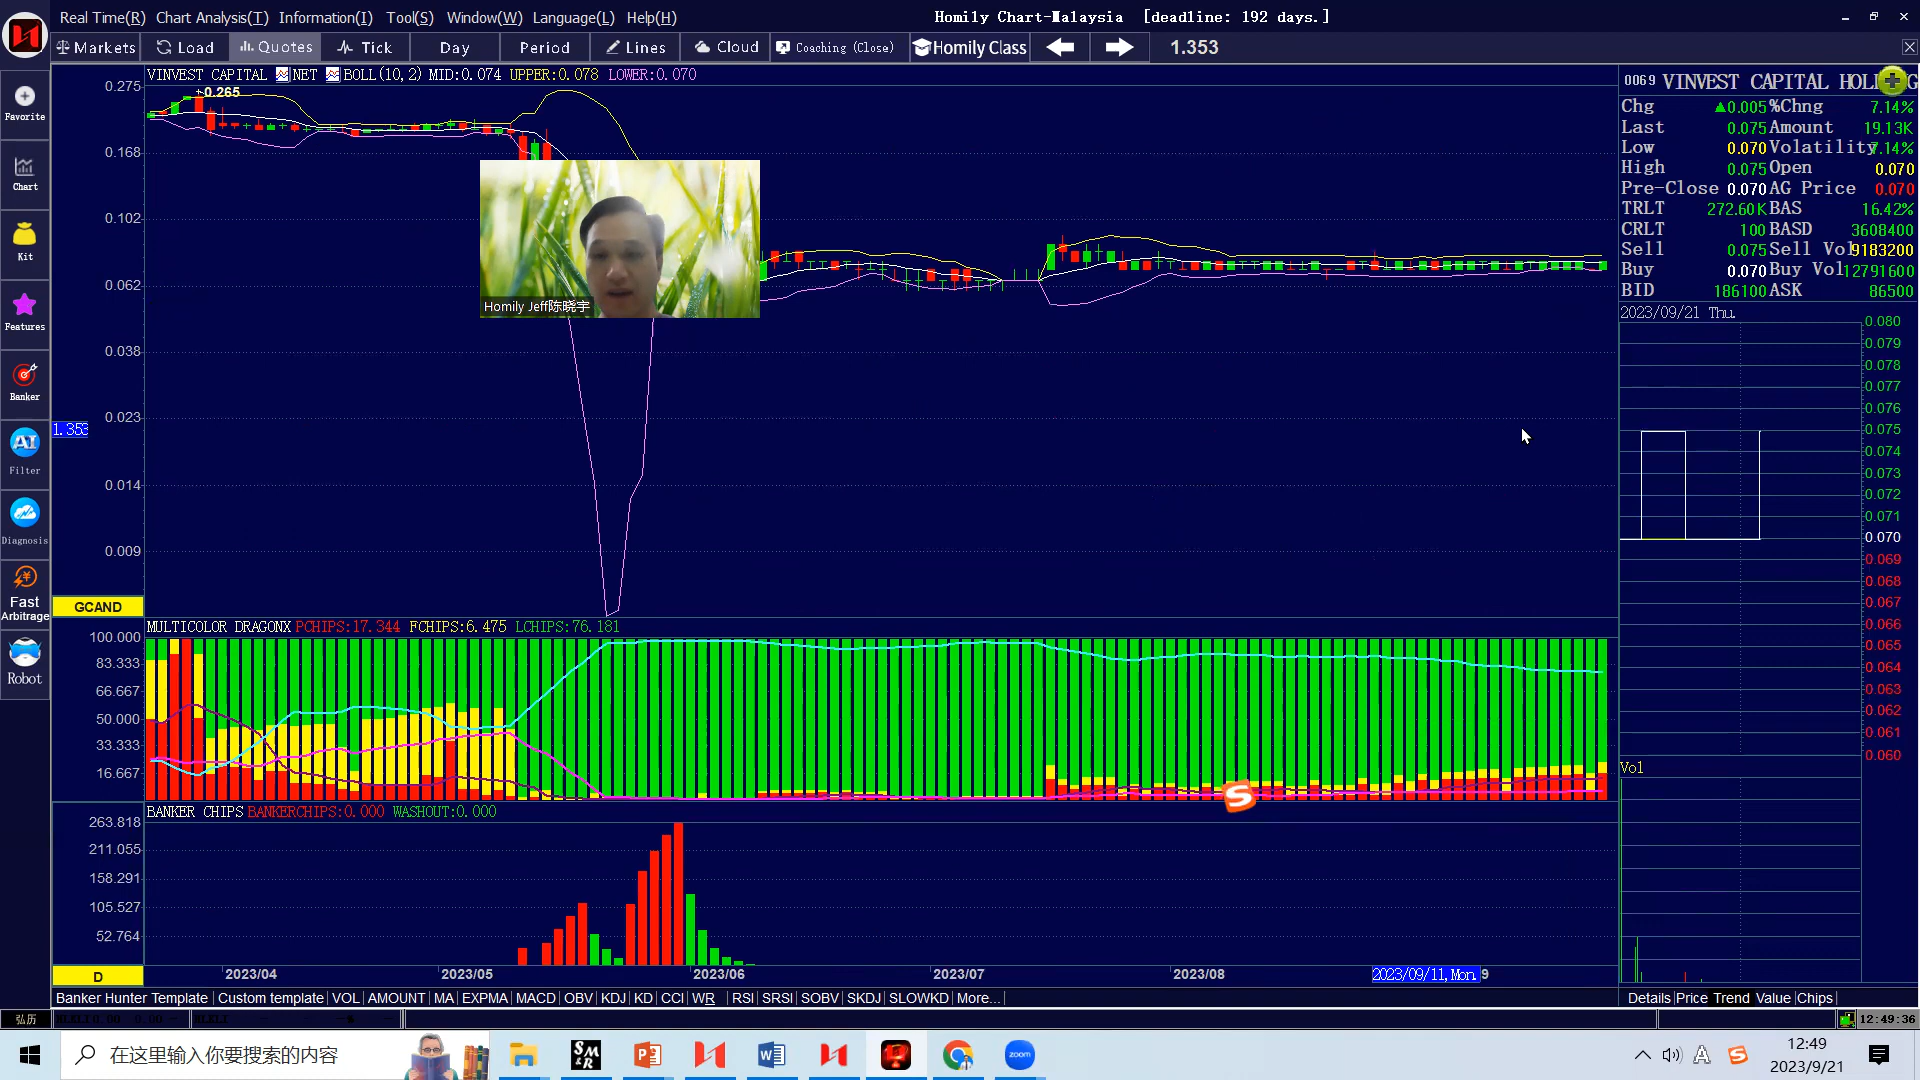 Real Time(R) Chart Analysis(T) Information(I) Tool(S) Window(W) Language(L) Help(H)
Homily Chart-Malaysia [deadline: 192 days.]
Markets Load Quotes Tick Day Period Lines Cloud Coaching (Close) Homily Class 1.353
VINVEST CAPITAL NET BOLL(10,2) MID:0.074 UPPER:0.078 LOWER:0.070
0.275
0.265
0.168
0.102
0.062
0.038
0.023
0.014
0.009
1.353
GCAND
Favorite
Chart
Kit
Features
Banker
AI
Filter
Diagnosis
Fast
Arbitrage
Robot
Homily Jeff陈晓宇
MULTICOLOR DRAGONX PCHIPS:17.344 FCHIPS:6.475 LCHIPS:76.181
100.000
83.333
66.667
50.000
33.333
16.667
BANKER CHIPS BANKERCHIPS:0.000 WASHOUT:0.000
263.818
211.055
158.291
105.527
52.764
D
2023/04 2023/05 2023/06 2023/07 2023/08 2023/09/11,Mon. 9
Banker Hunter Template Custom template VOL AMOUNT MA EXPMA MACD OBV KDJ KD CCI WR RSI SRSI SOBV SKDJ SLOWKD More...
0069 VINVEST CAPITAL HOL G
Chg 0.005 %Chng 7.14%
Last 0.075 Amount 19.13K
Low 0.070 Volatility 7.14%
High 0.075 Open 0.070
Pre-Close 0.070 AG Price 0.070
TRLT 272.60K BAS 16.42%
CRLT 100 BASD 3608400
Sell 0.075 Sell Vol 9183200
Buy 0.070 Buy Vol 12791600
BID 186100 ASK 86500
2023/09/21 Thu.
0.080
0.079
0.078
0.077
0.076
0.075
0.074
0.073
0.072
0.071
0.070
0.069
0.068
0.067
0.066
0.065
0.064
0.063
0.062
0.061
0.060
Vol
Details Price Trend Value Chips
弘历
12:49:36
在这里输入你要搜索的内容
SM
&R
zoom
A
S
12:49
2023/9/21